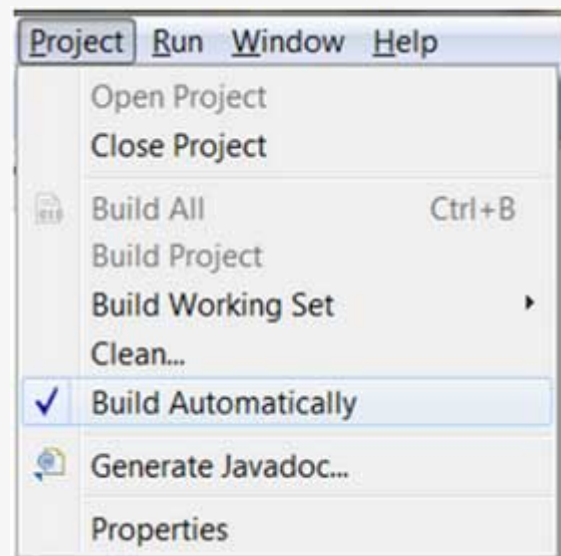 Project Run Window Help
Open Project
Close Project
Build All Ctrl+B
Build Project
Build Working Set
Clean...
Build Automatically
Generate Javadoc...
Properties